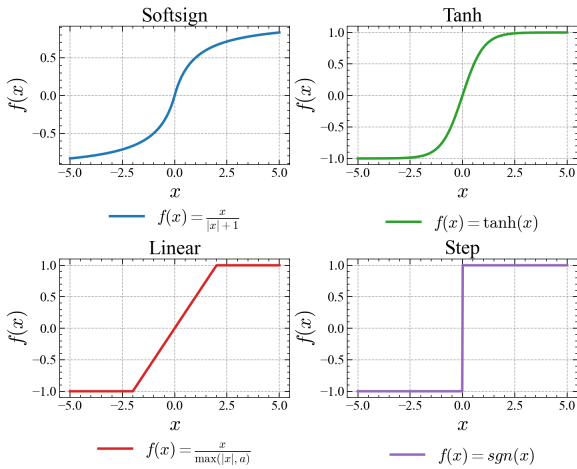 Softsign
f(x)
0.5
0.0
−0.5
−5.0 −2.5 0.0 2.5 5.0
x
f(x) = x / |x| + 1
Tanh
f(x)
1.0
0.5
0.0
−0.5
−1.0
−5.0 −2.5 0.0 2.5 5.0
x
f(x) = tanh(x)
Linear
f(x)
1.0
0.5
0.0
−0.5
−1.0
−5.0 −2.5 0.0 2.5 5.0
x
f(x) = x / max(|x|, a)
Step
f(x)
1.0
0.5
0.0
−0.5
−1.0
−5.0 −2.5 0.0 2.5 5.0
x
f(x) = sgn(x)